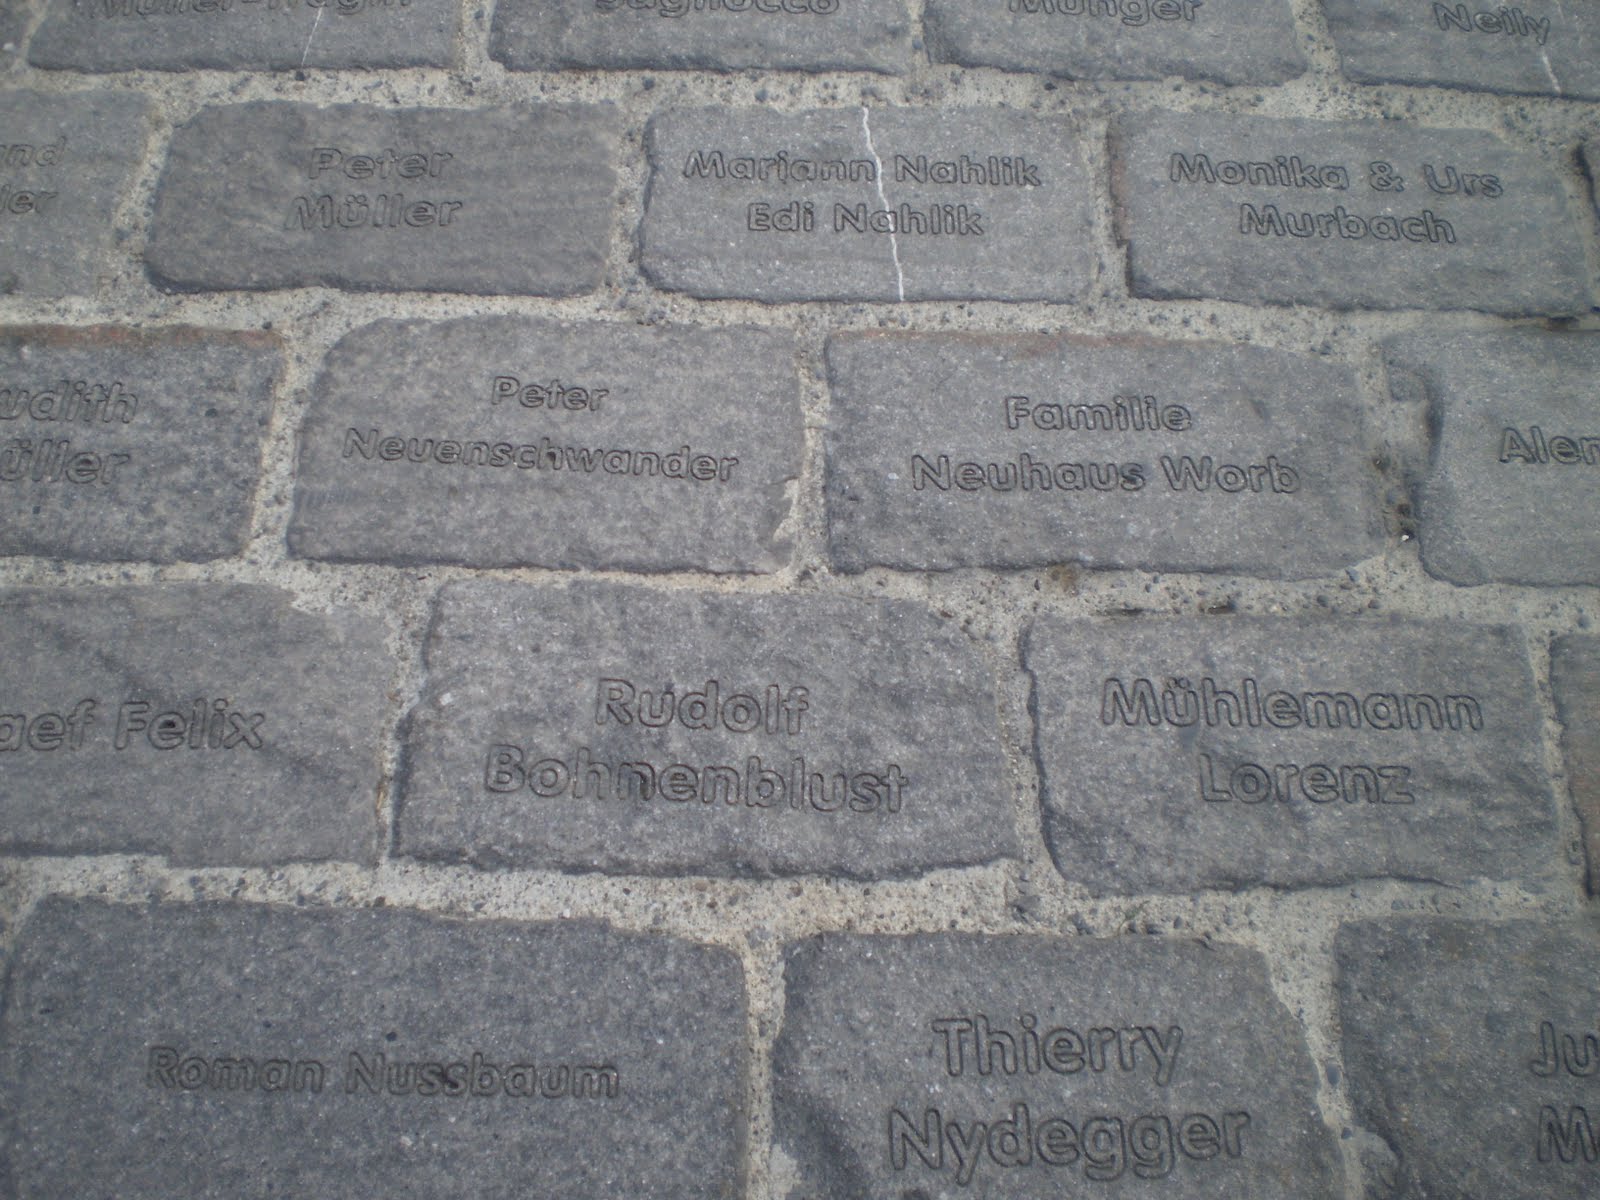 Neily
Peter
Müller
Mariann Nahlik
Edi Nahlik
Monika & Urs
Murbach
Peter
Neuenschwander
Familie
Neuhaus Worb
Felix
Rudolf
Bohnenblust
Mühlemann
Lorenz
Roman Nussbaum
Thierry
Nydegger